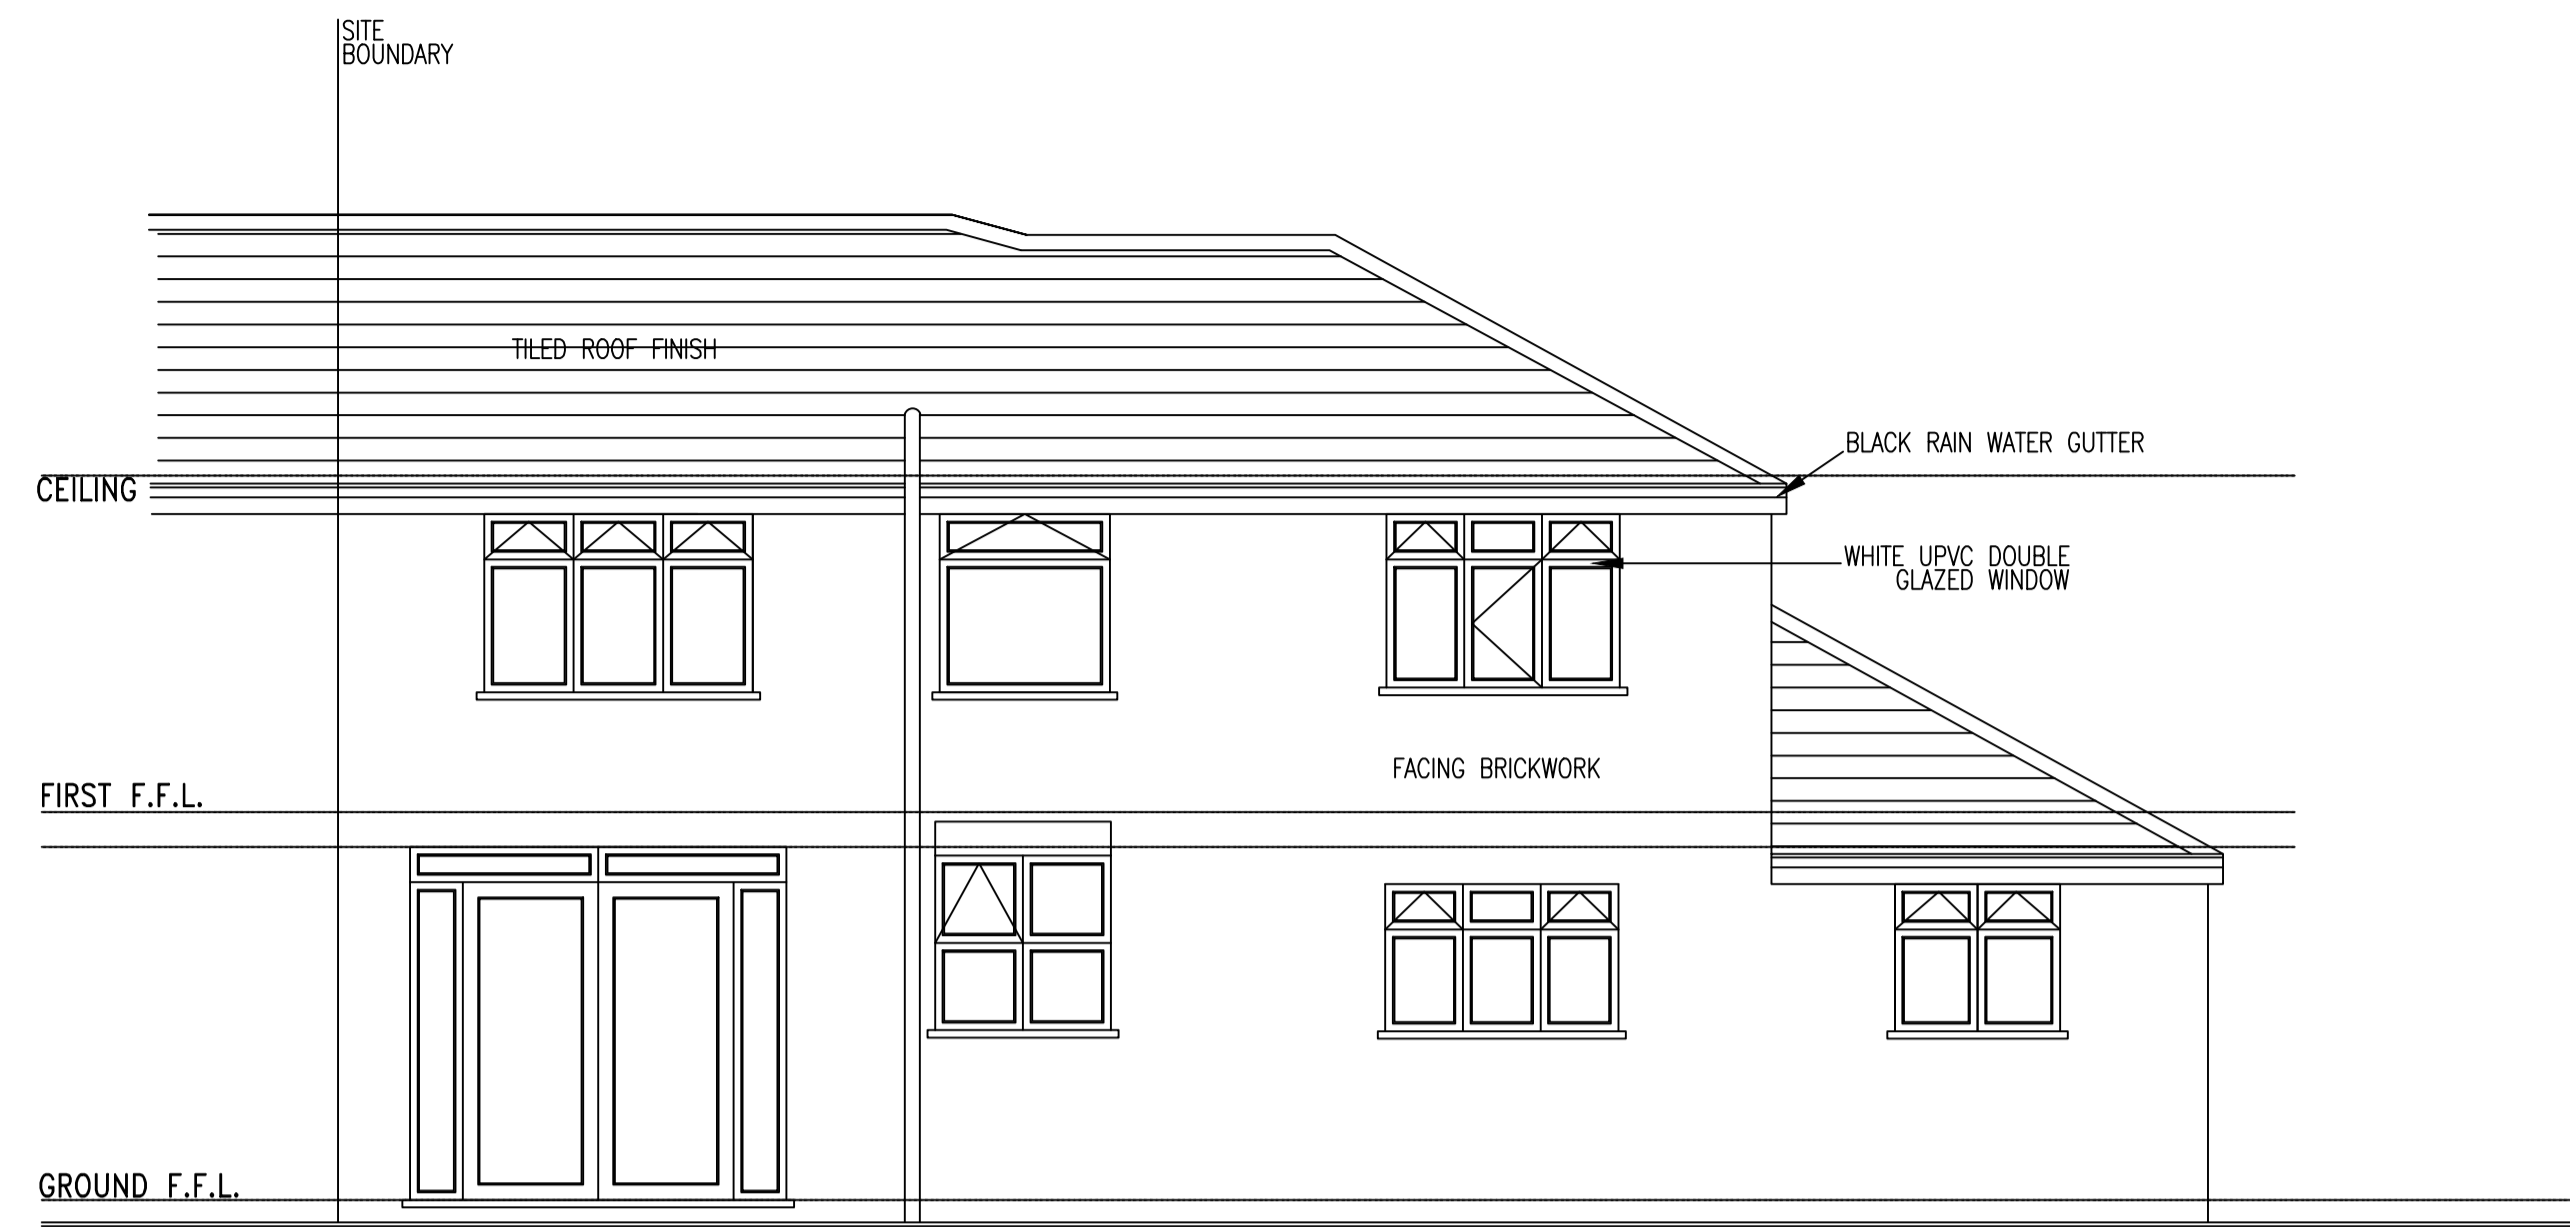 SITE
BOUNDARY
TILED ROOF FINISH
BLACK RAIN WATER GUTTER
CEILING
WHITE UPVC DOUBLE
GLAZED WINDOW
FACING BRICKWORK
FIRST F.F.L.
GROUND F.F.L.